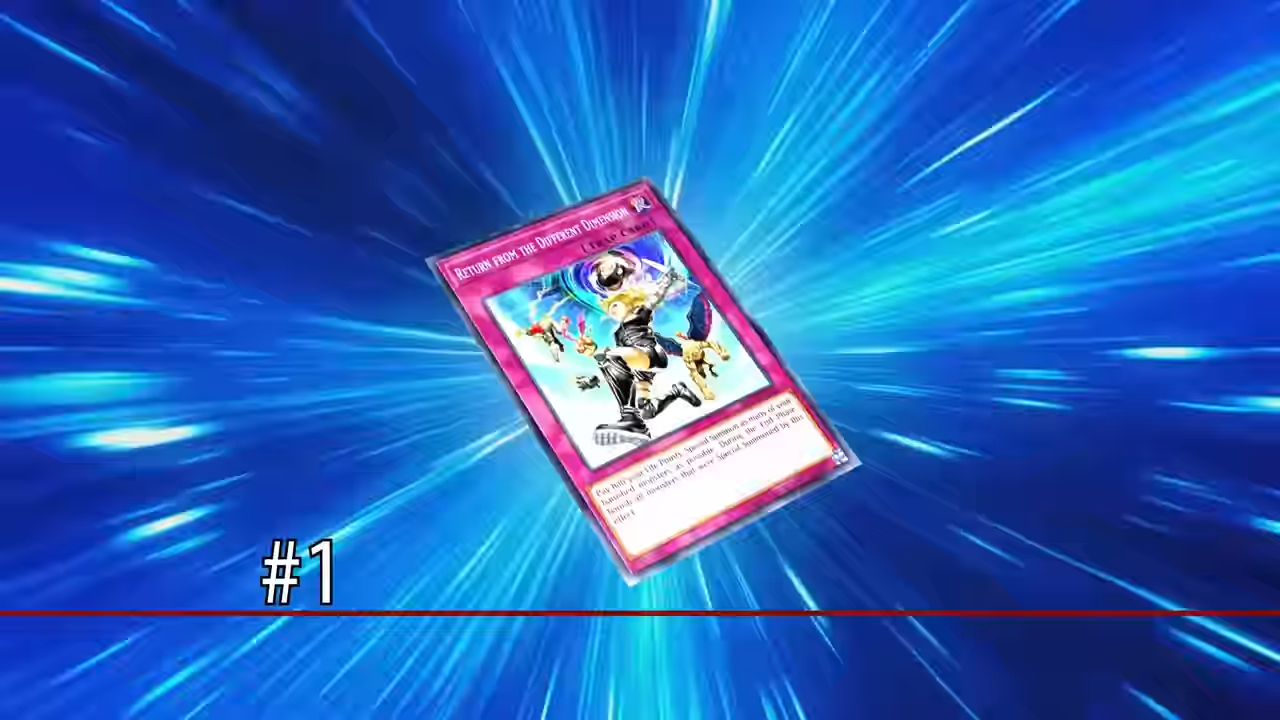 RETURN FROM THE DIFFERENT DIMENSION
[TRAP CARD]
Pay half your Life Points; Special Summon as many of your
banished monsters as possible. During the End Phase,
banish all monsters that were Special Summoned by this
effect.
#1